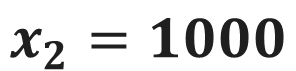 x₂ = 1000